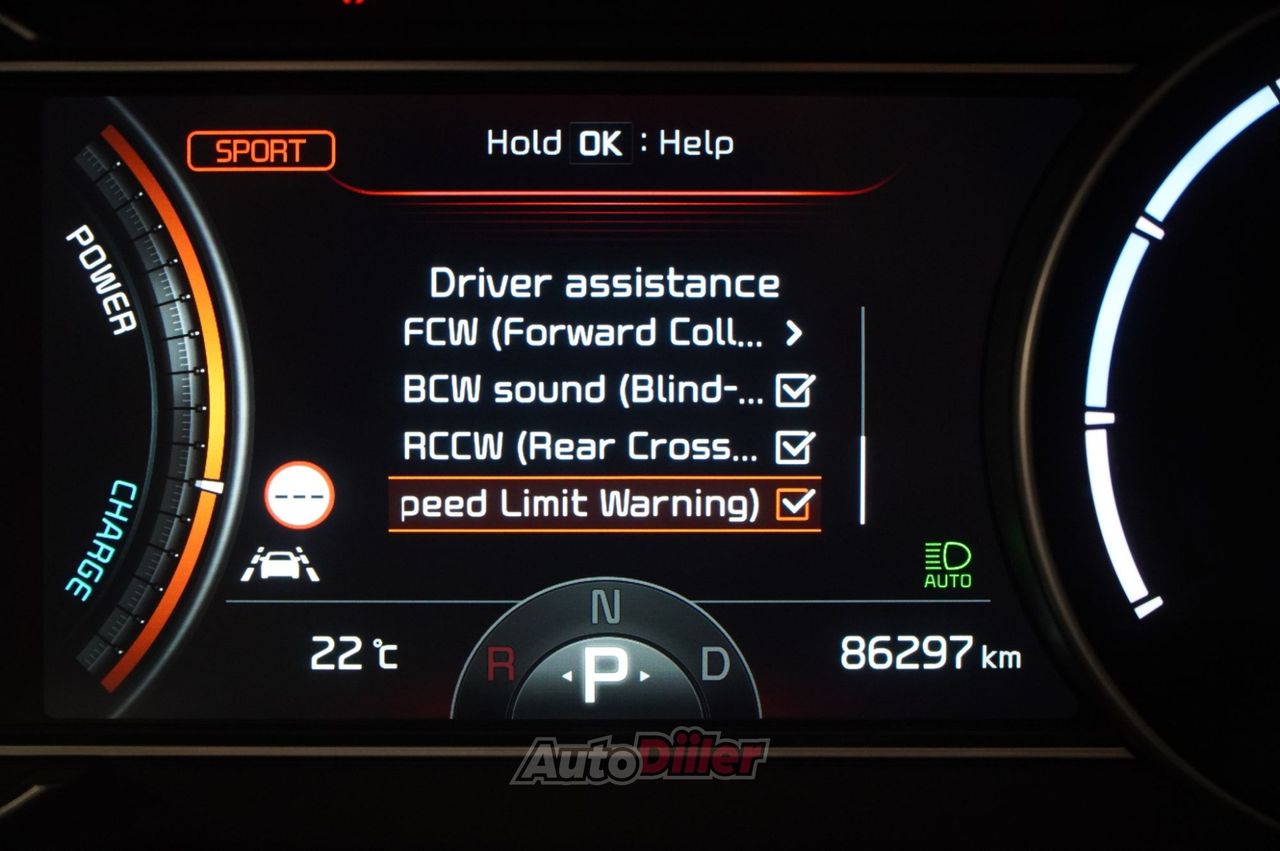 SPORT
Hold OK : Help
POWER
Driver assistance
FCW (Forward Coll...
BCW sound (Blind-...
RCCW (Rear Cross...
peed Limit Warning)
---
CHARGE
AUTO
N
R P D
22 °C
86297 km
AutoDiiler